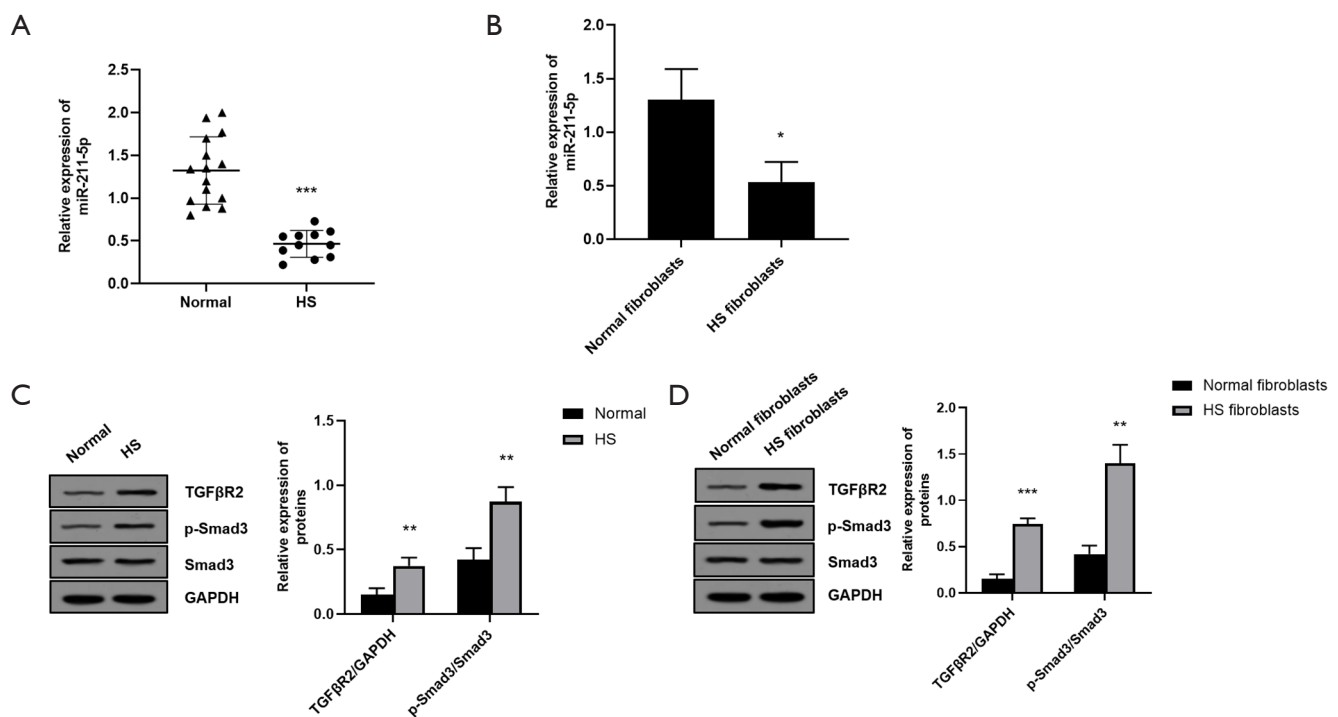 A
Relative expression of
miR-211-5p
2.5
2.0
1.5
1.0
0.5
0.0
***
Normal
HS
B
Relative expression of
miR-211-5p
2.0
1.5
1.0
0.5
0.0
*
Normal fibroblasts
HS fibroblasts
C
Normal
HS
TGFβR2
p-Smad3
Smad3
GAPDH
Relative expression of
proteins
1.5
1.0
0.5
0.0
**
**
TGFβR2/GAPDH
p-Smad3/Smad3
Normal
HS
D
Normal fibroblasts
HS fibroblasts
TGFβR2
p-Smad3
Smad3
GAPDH
Relative expression of
proteins
2.0
1.5
1.0
0.5
0.0
***
**
TGFβR2/GAPDH
p-Smad3/Smad3
Normal fibroblasts
HS fibroblasts